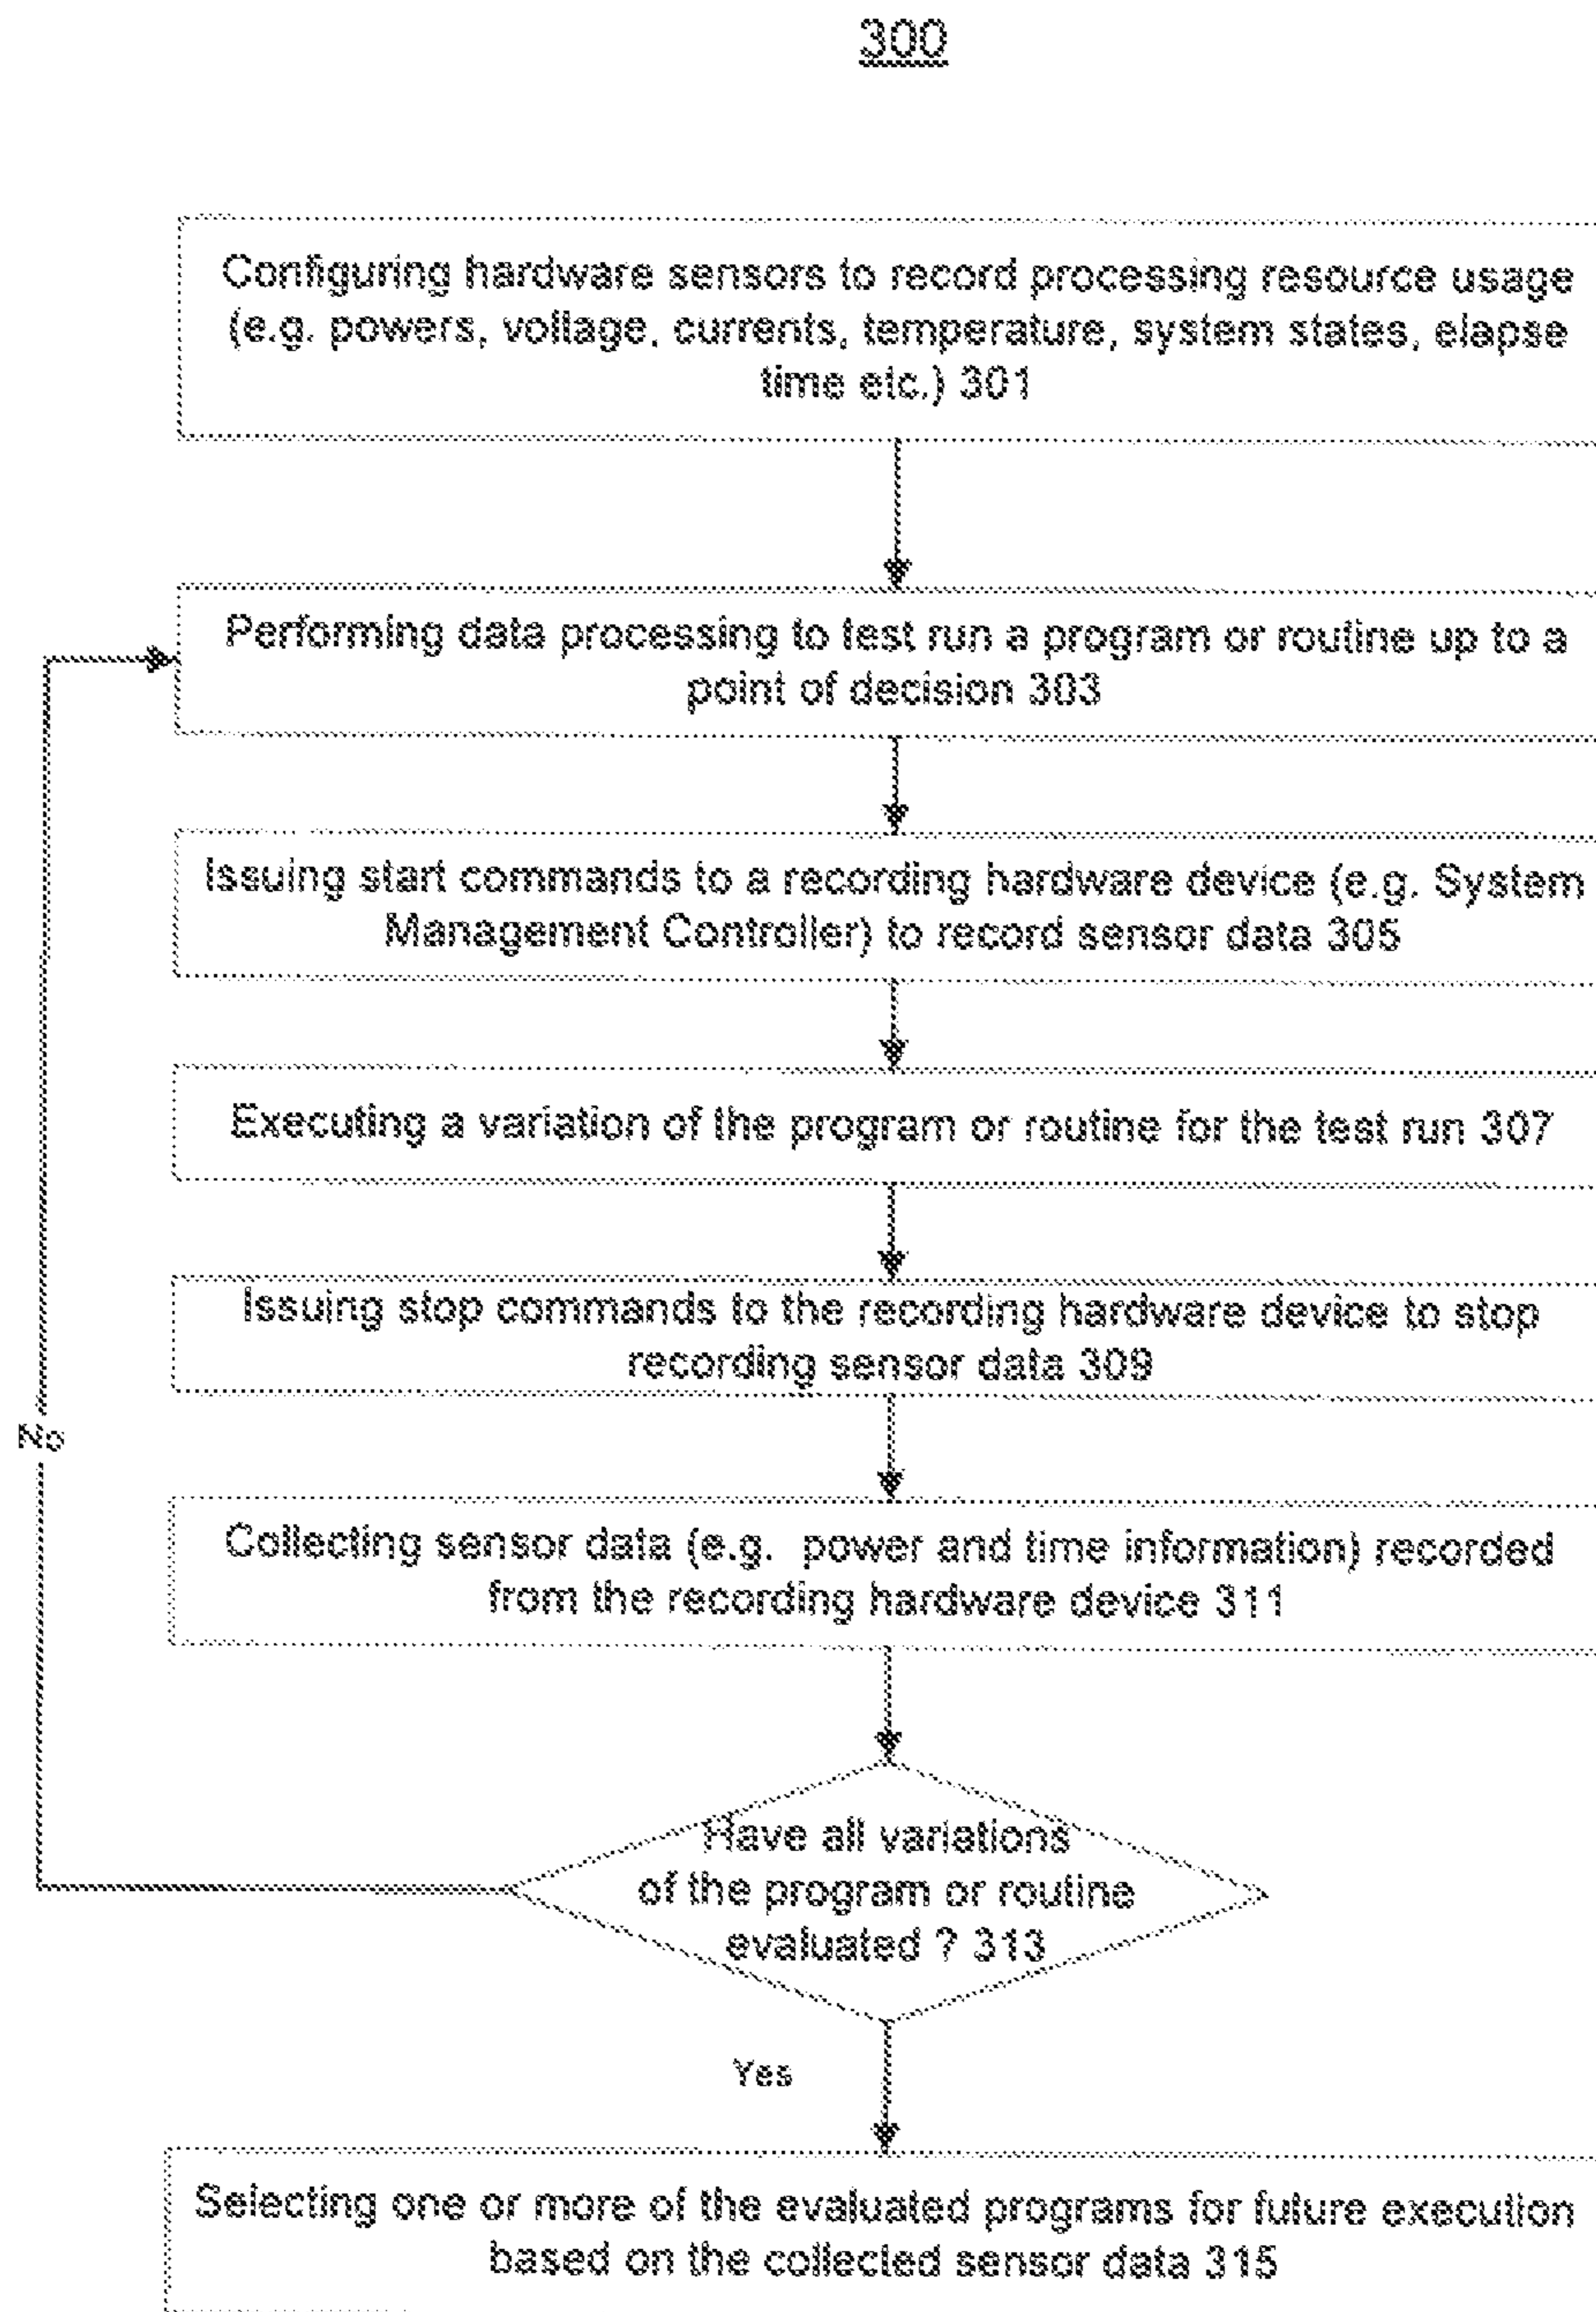 300
Configuring hardware sensors to record processing resource usage
(e.g. powers, voltage, currents, temperature, system states, elapse
time etc.) 301
Performing data processing to test run a program or routine up to a
point of decision 303
Issuing start commands to a recording hardware device (e.g. System
Management Controller) to record sensor data 305
Executing a variation of the program or routine for the test run 307
Issuing stop commands to the recording hardware device to stop
recording sensor data 309
No
Collecting sensor data (e.g. power and time information) recorded
from the recording hardware device 311
Have all variations
of the program or routine
evaluated ? 313
Yes
Selecting one or more of the evaluated programs for future execution
based on the collected sensor data 315